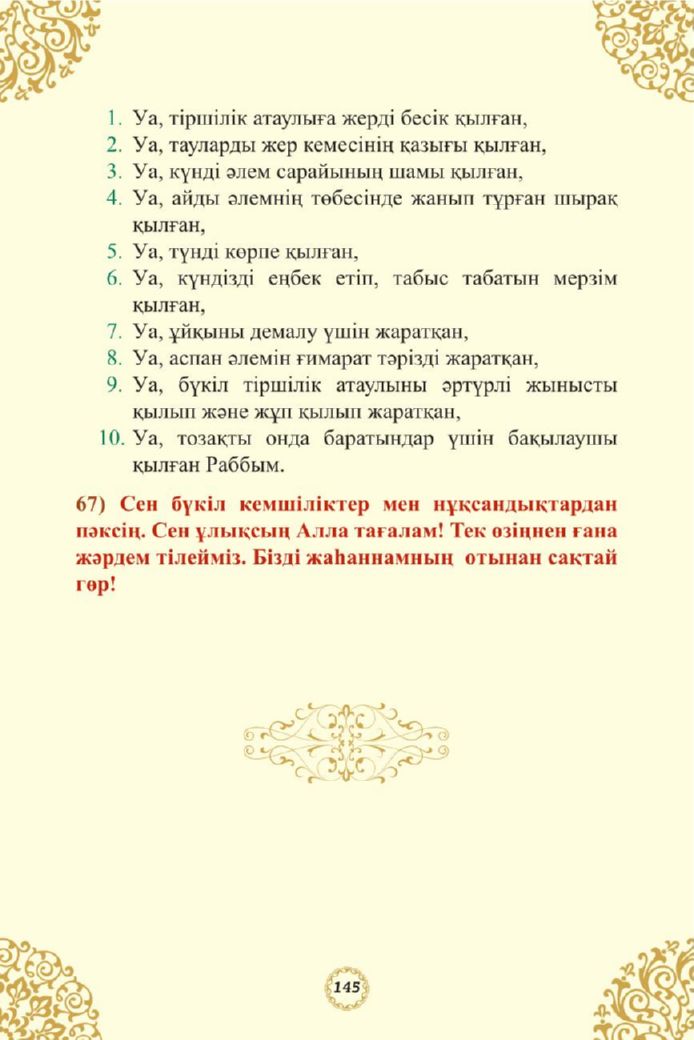 1. Уа, тіршілік атаулыға жерді бесік қылған,
2. Уа, тауларды жер кемесінің қазығы қылған,
3. Уа, күнді әлем сарайының шамы қылған,
4. Уа, айды әлемнің төбесінде жанып тұрған шырақ
қылған,
5. Уа, түнді көрпе қылған,
6. Уа, күндізді еңбек етіп, табыс табатын мерзім
қылған,
7. Уа, ұйқыны демалу үшін жаратқан,
8. Уа, аспан әлемін ғимарат тәрізді жаратқан,
9. Уа, бүкіл тіршілік атаулыны әртүрлі жынысты
қылып және жұп қылып жаратқан,
10. Уа, тозақты онда баратындар үшін бақылаушы
қылған Раббым.
67) Сен бүкіл кемшіліктер мен нұқсандықтардан
пәксің. Сен ұлықсың Алла тағалам! Тек өзіңнен ғана
жәрдем тілейміз. Бізді жаһаннамның отынан сақтай
гөр!
145